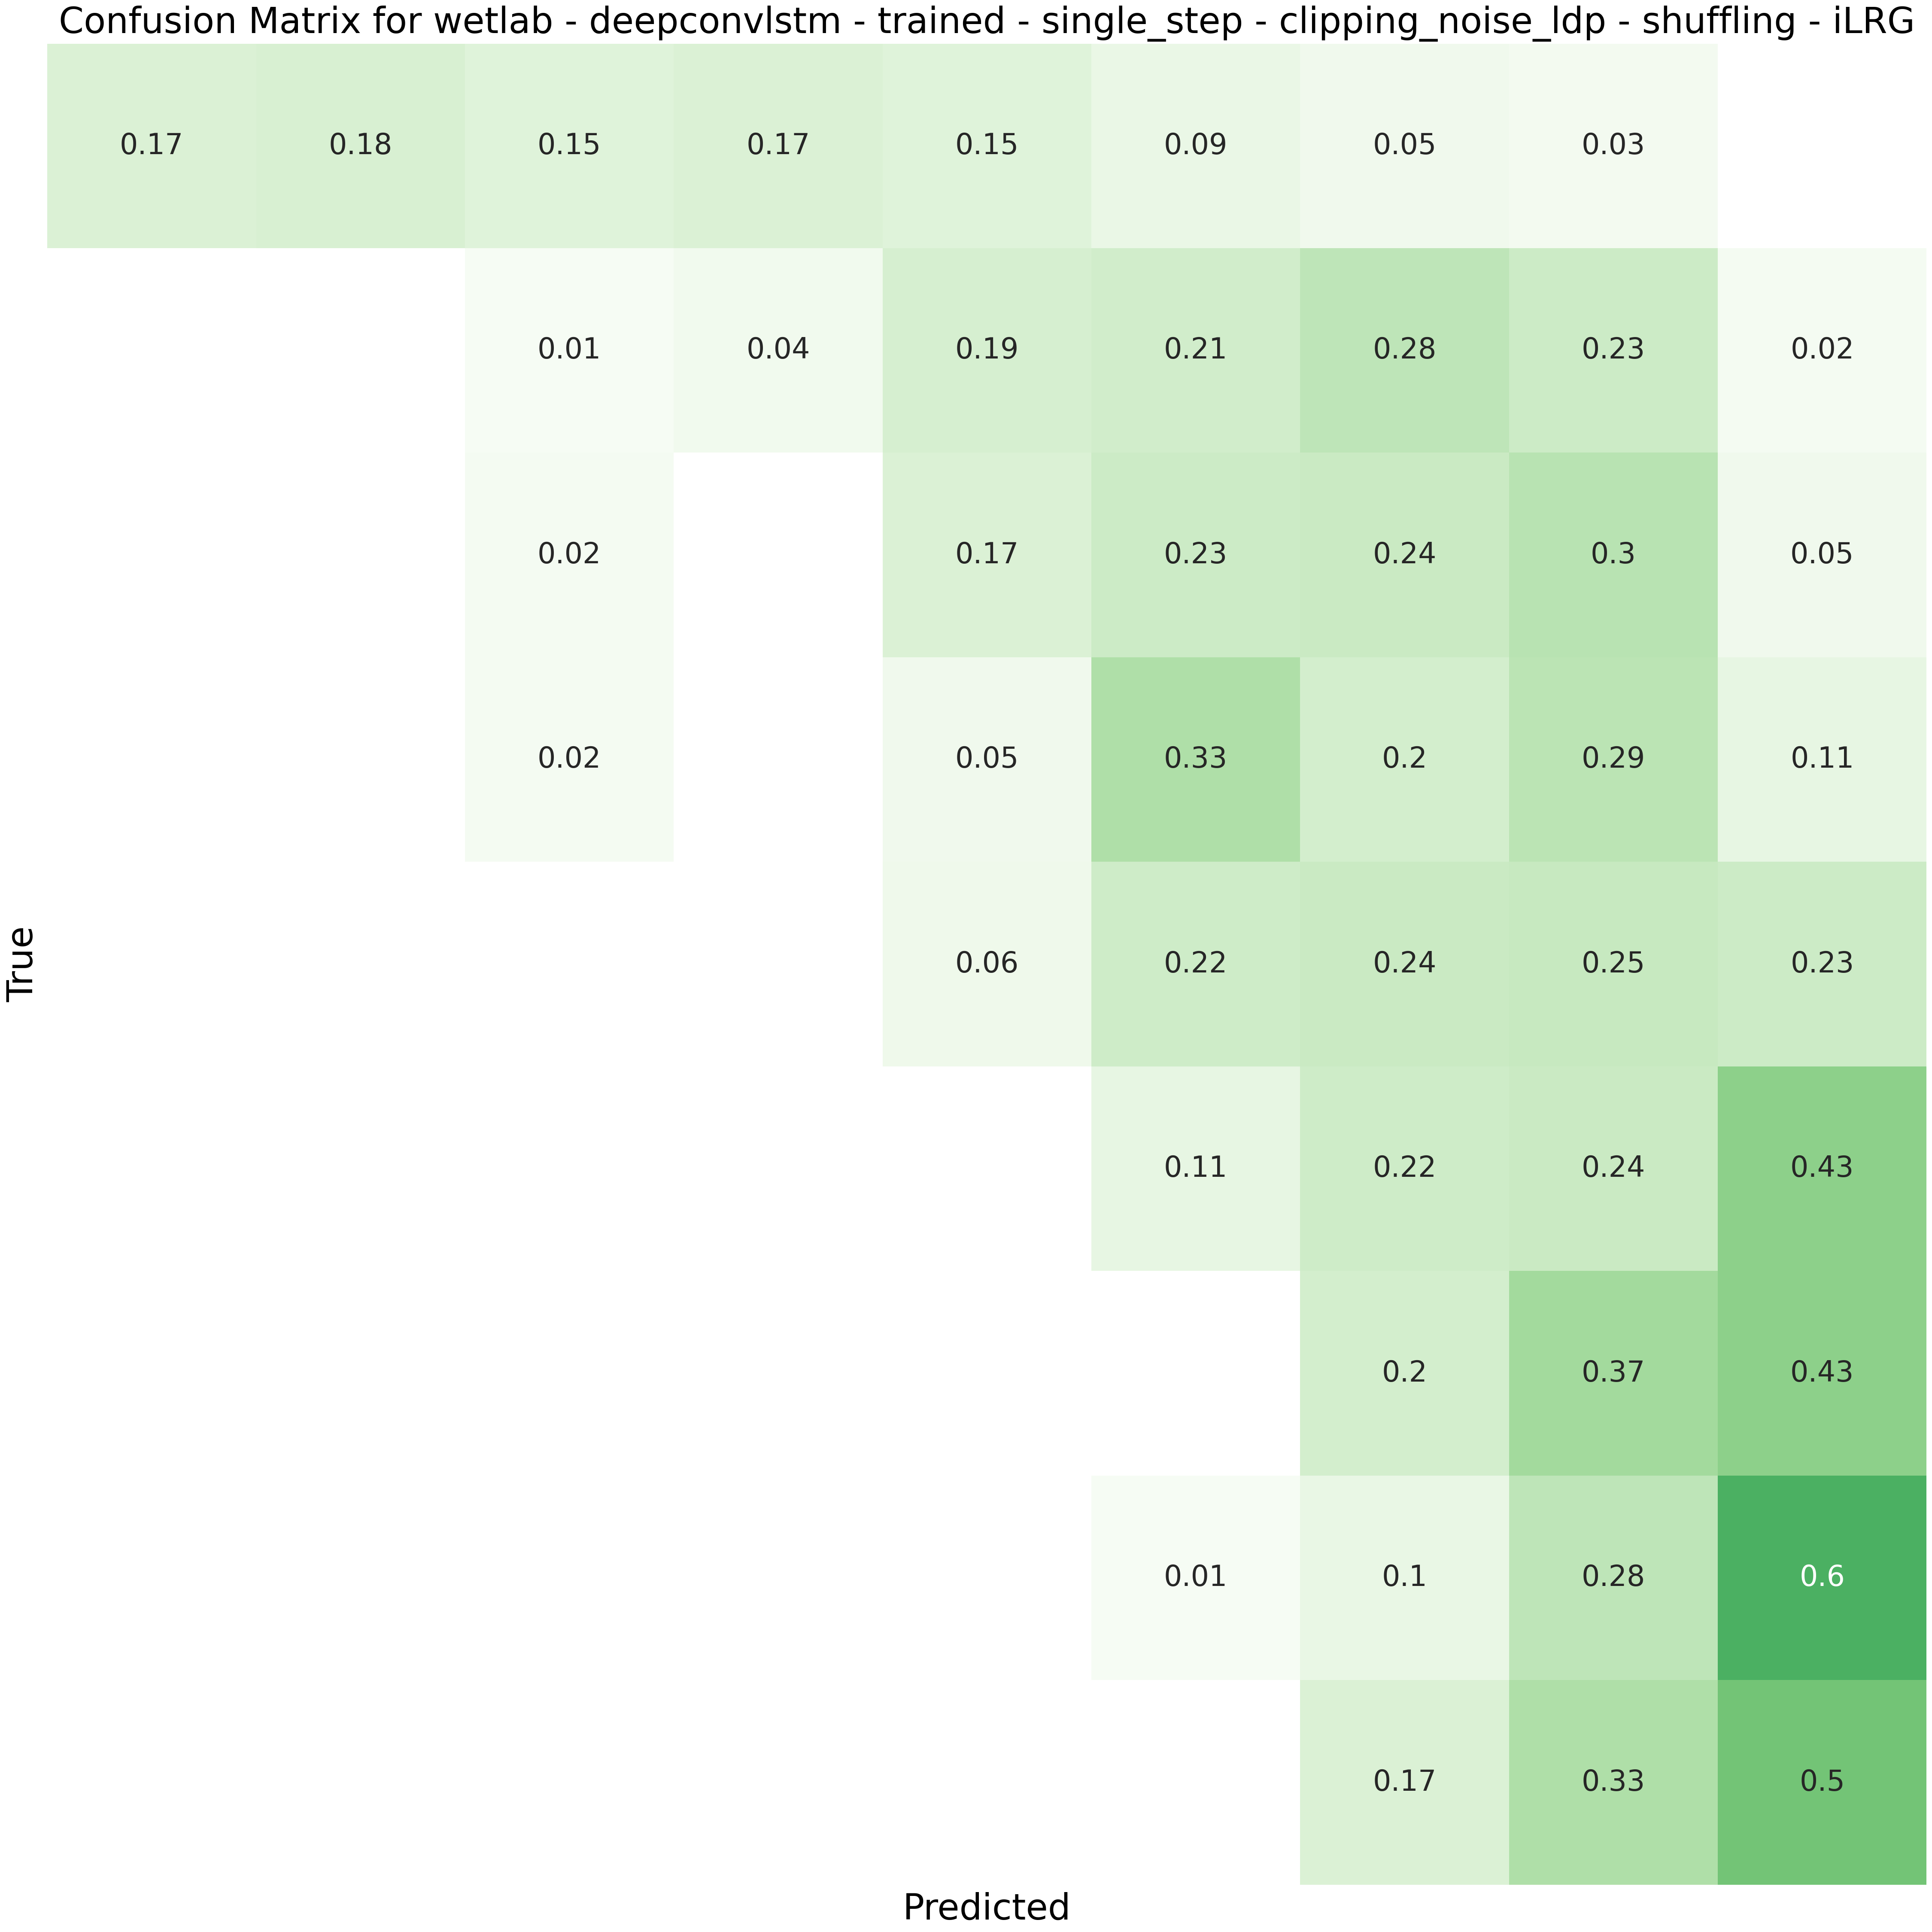 Confusion Matrix for wetlab - deepconvlstm - trained - single_step - clipping_noise_ldp - shuffling - iLRG
0.17 0.18 0.15 0.17 0.15 0.09 0.05 0.03
0.01 0.04 0.19 0.21 0.28 0.23 0.02
0.02 0.17 0.23 0.24 0.3 0.05
0.02 0.05 0.33 0.2 0.29 0.11
0.06 0.22 0.24 0.25 0.23
0.11 0.22 0.24 0.43
0.2 0.37 0.43
0.01 0.1 0.28 0.6
0.17 0.33 0.5
True
Predicted